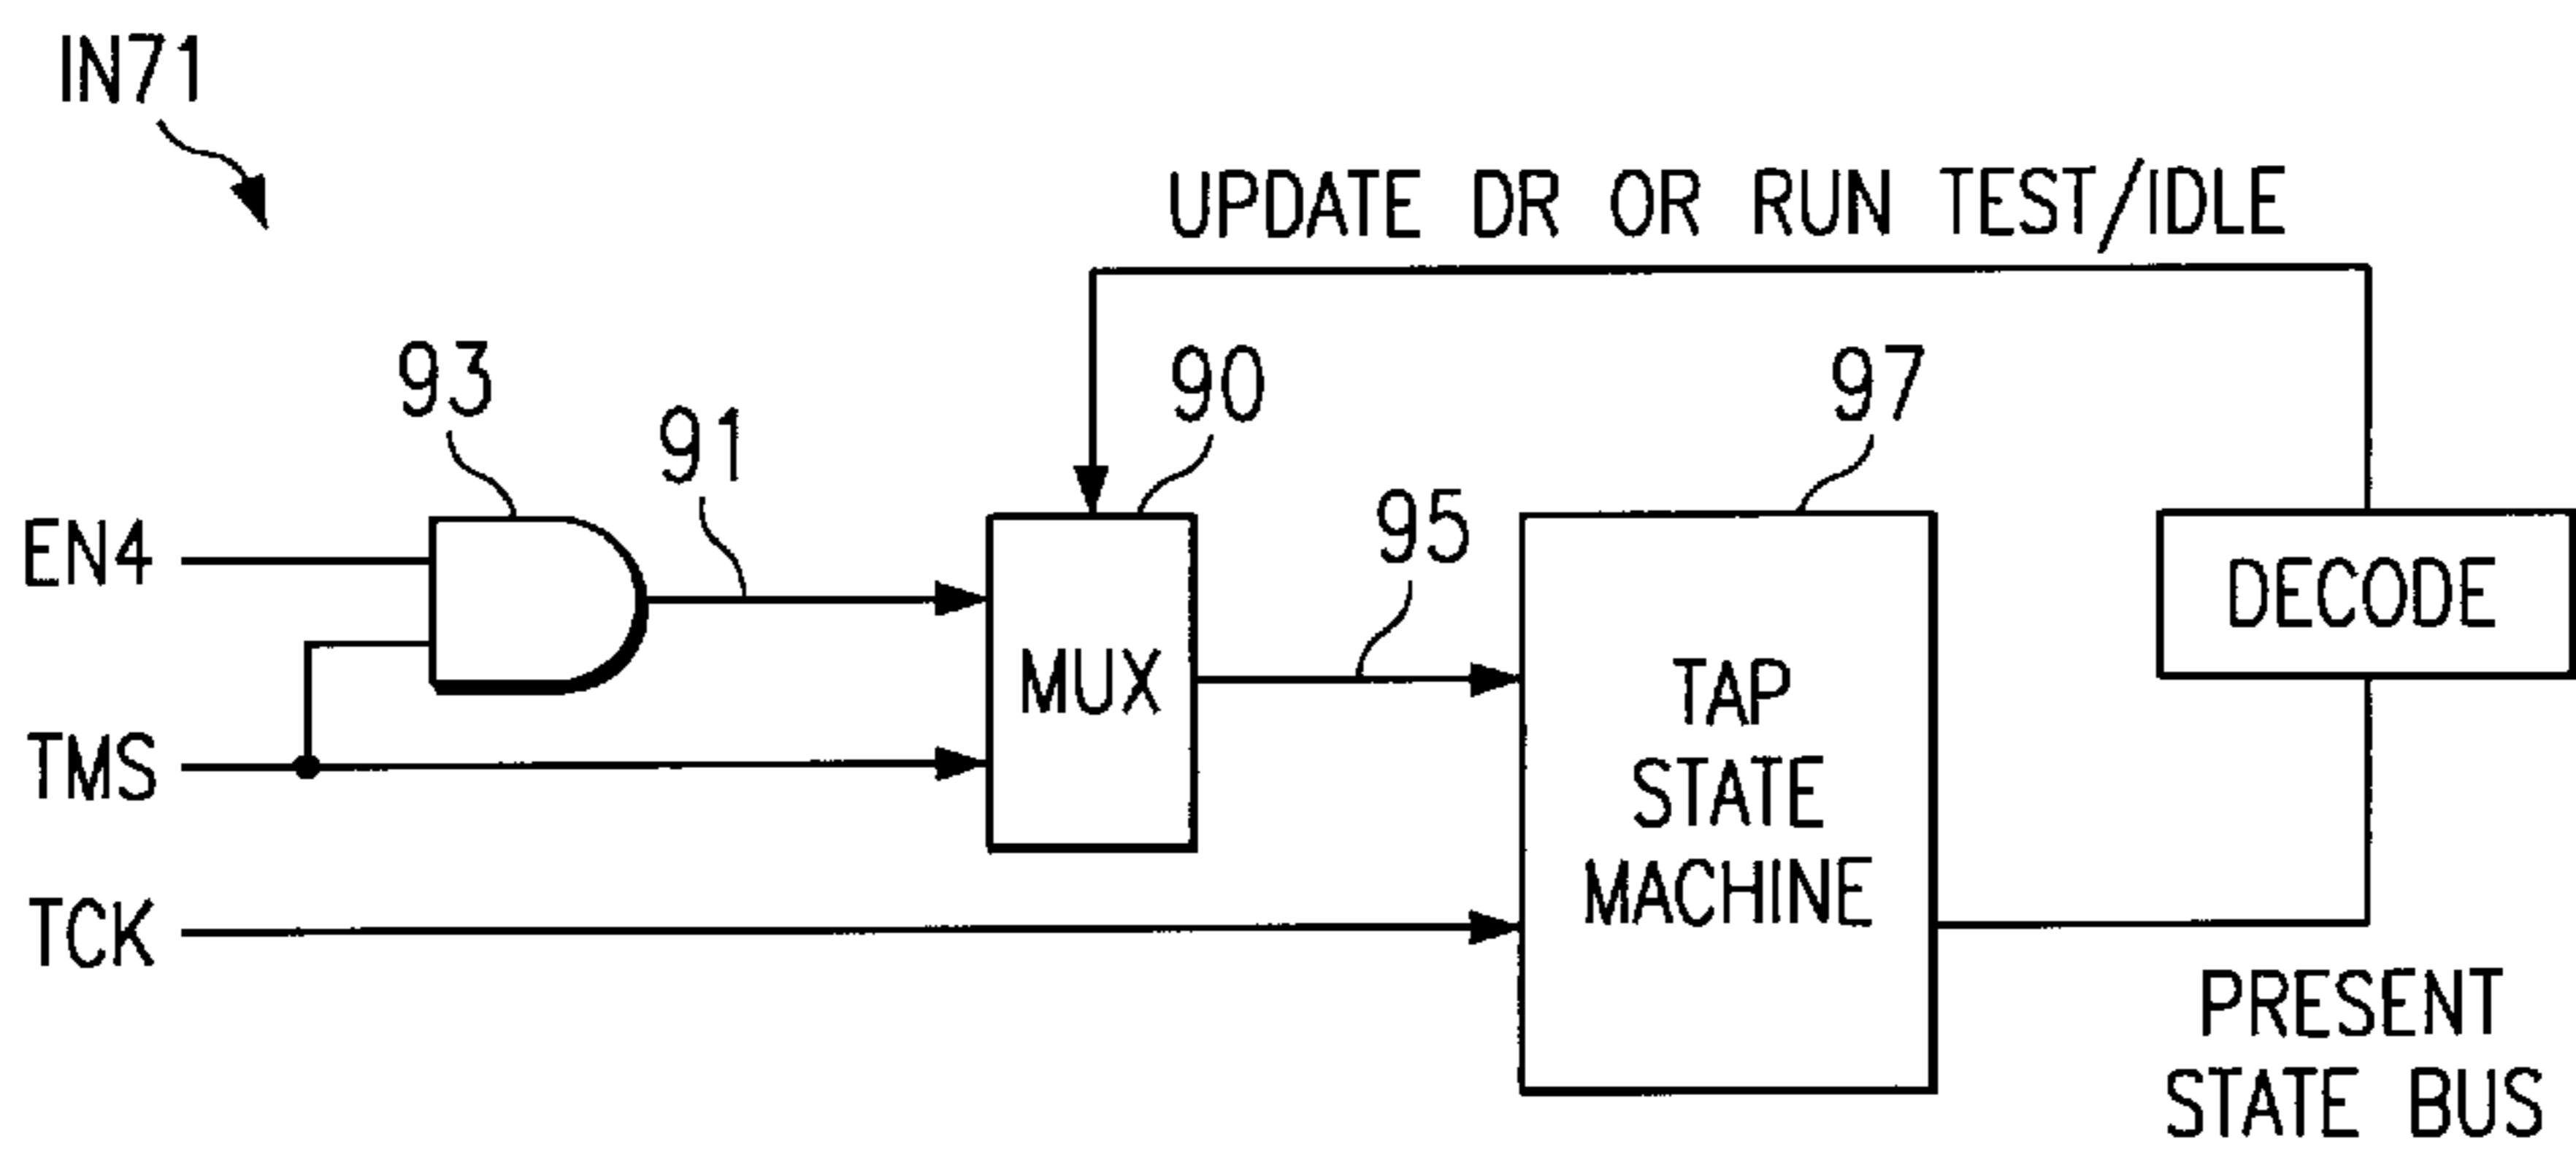 IN71
UPDATE DR OR RUN TEST/IDLE
93
91
90
97
95
EN4
TMS
TCK
MUX
TAP
STATE
MACHINE
DECODE
PRESENT
STATE BUS